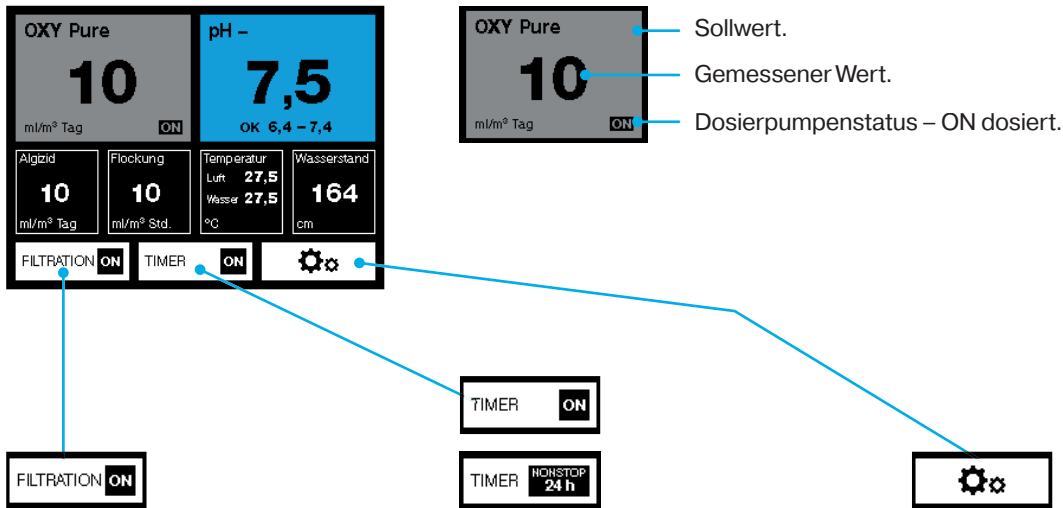 OXY Pure
10
ml/m³ Tag ON
pH –
7,5
OK 6,4 – 7,4
Algizid
10
ml/m³ Tag
Flockung
10
ml/m³ Std.
Temperatur
Luft 27,5
Wasser 27,5
°C
Wasserstand
164
cm
FILTRATION ON
TIMER ON
OXY Pure
10
ml/m³ Tag ON
Sollwert.
Gemessener Wert.
Dosierpumpenstatus – ON dosiert.
TIMER ON
FILTRATION ON
TIMER NONSTOP
24 h